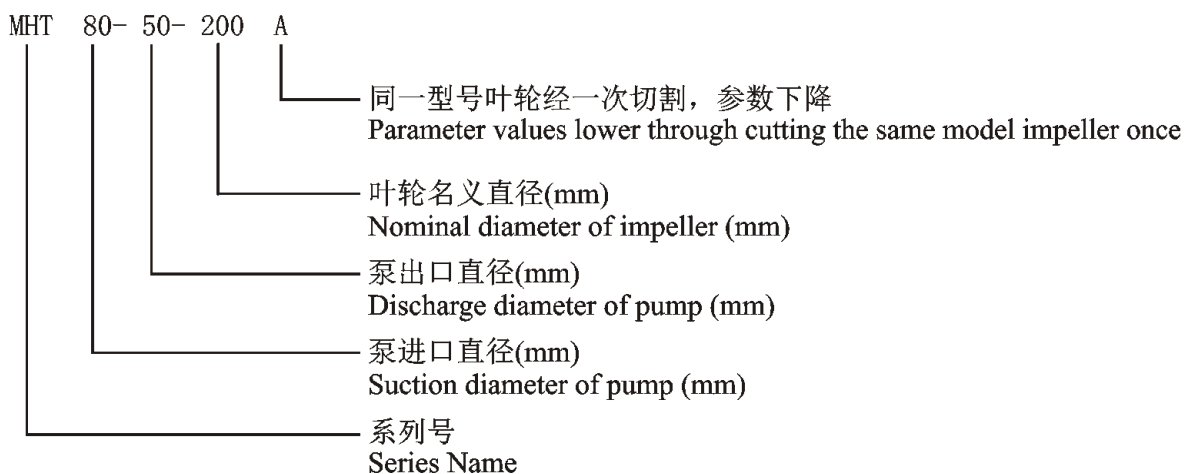 MHT 80- 50- 200 A
同一型号叶轮经一次切割，参数下降
Parameter values lower through cutting the same model impeller once
叶轮名义直径(mm)
Nominal diameter of impeller (mm)
泵出口直径(mm)
Discharge diameter of pump (mm)
泵进口直径(mm)
Suction diameter of pump (mm)
系列号
Series Name